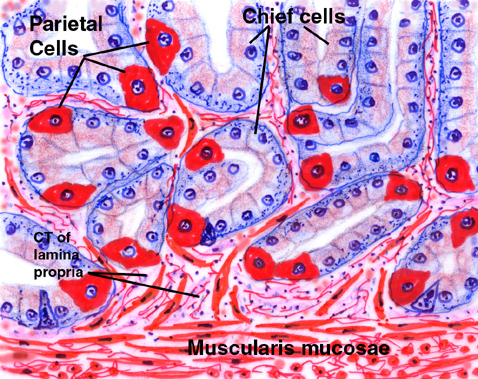 Parietal
Cells
Chief cells
CT of
lamina
propria
Muscularis mucosae